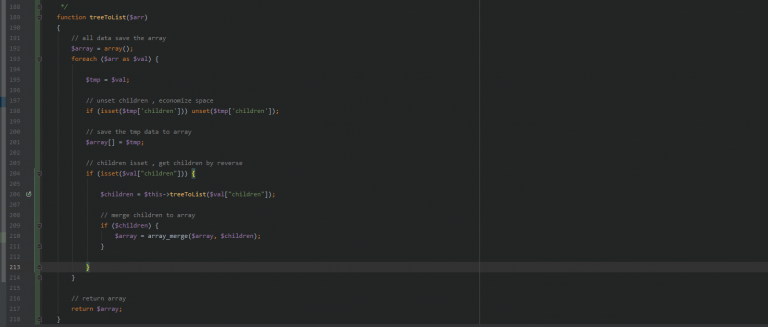 188 */
189 function treeToList($arr)
190 {
191 // all data save the array
192 $array = array();
193 foreach ($arr as $val) {
194
195 $tmp = $val;
196
197 // unset children , economize space
198 if (isset($tmp['children'])) unset($tmp['children']);
199
200 // save the tmp data to array
201 $array[] = $tmp;
202
203 // children isset , get children by reverse
204 if (isset($val["children"])) {
205
206 $children = $this->treeToList($val["children"]);
207
208 // merge children to array
209 if ($children) {
210 $array = array_merge($array, $children);
211 }
212
213 }
214 }
215
216 // return array
217 return $array;
218 }